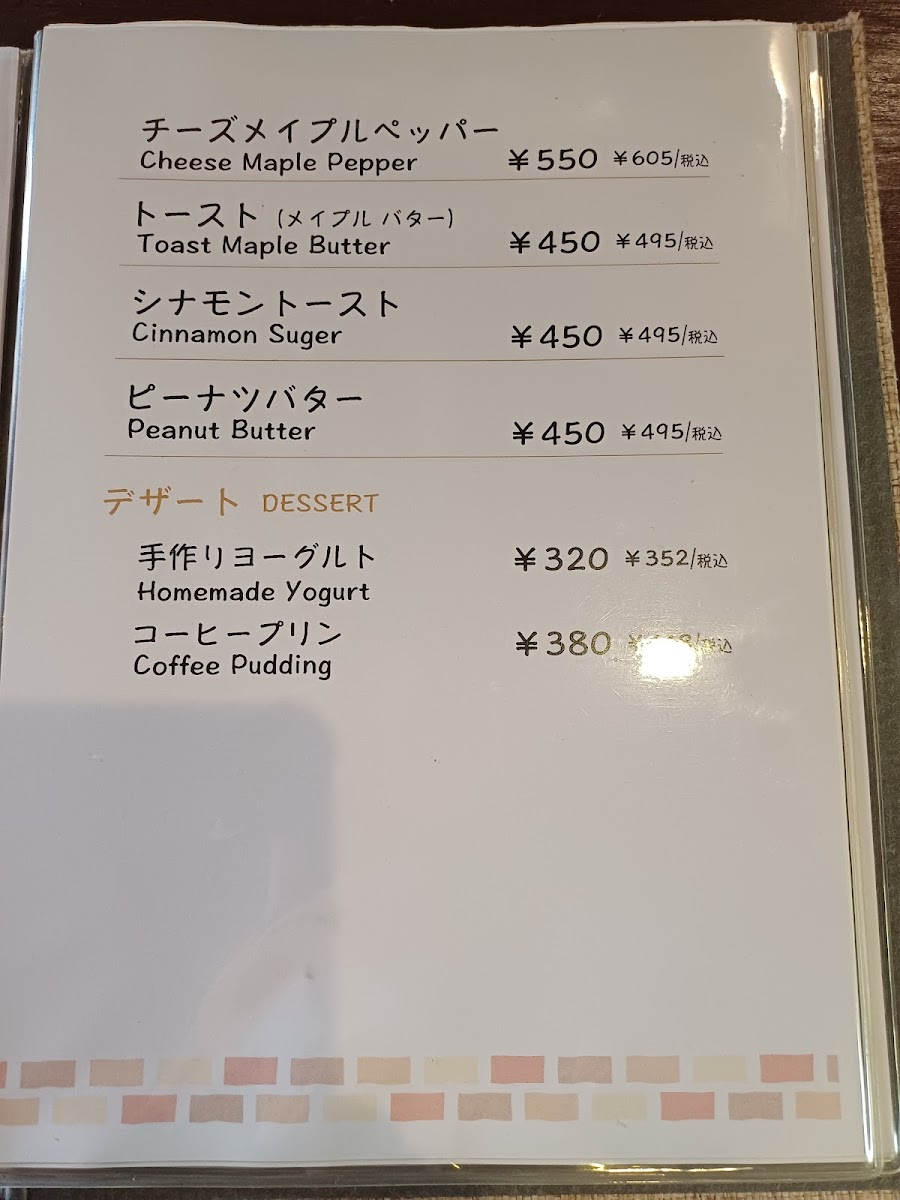 チーズメイプルペッパー
Cheese Maple Pepper ¥550 ¥605/税込
トースト (メイプル バター)
Toast Maple Butter ¥450 ¥495/税込
シナモントースト
Cinnamon Suger ¥450 ¥495/税込
ピーナツバター
Peanut Butter ¥450 ¥495/税込
デザート DESSERT
手作りヨーグルト ¥320 ¥352/税込
Homemade Yogurt
コーヒープリン ¥380
Coffee Pudding